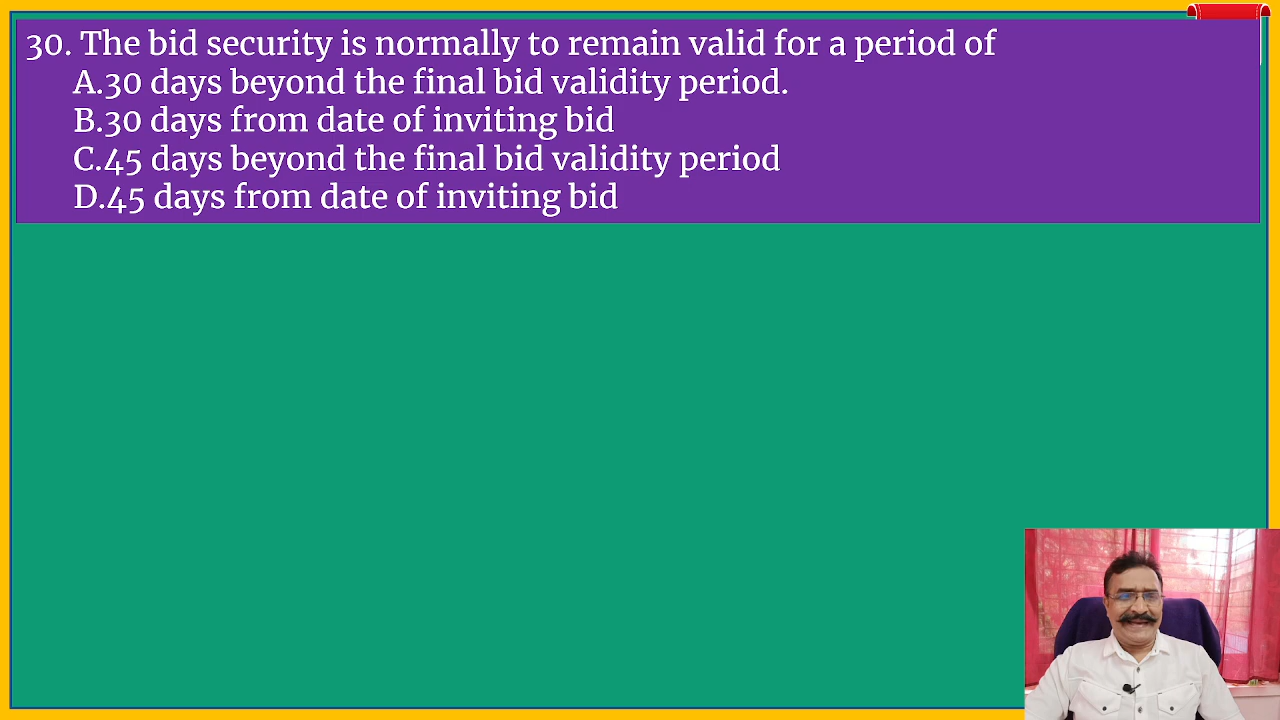 30. The bid security is normally to remain valid for a period of
A.30 days beyond the final bid validity period.
B.30 days from date of inviting bid
C.45 days beyond the final bid validity period
D.45 days from date of inviting bid